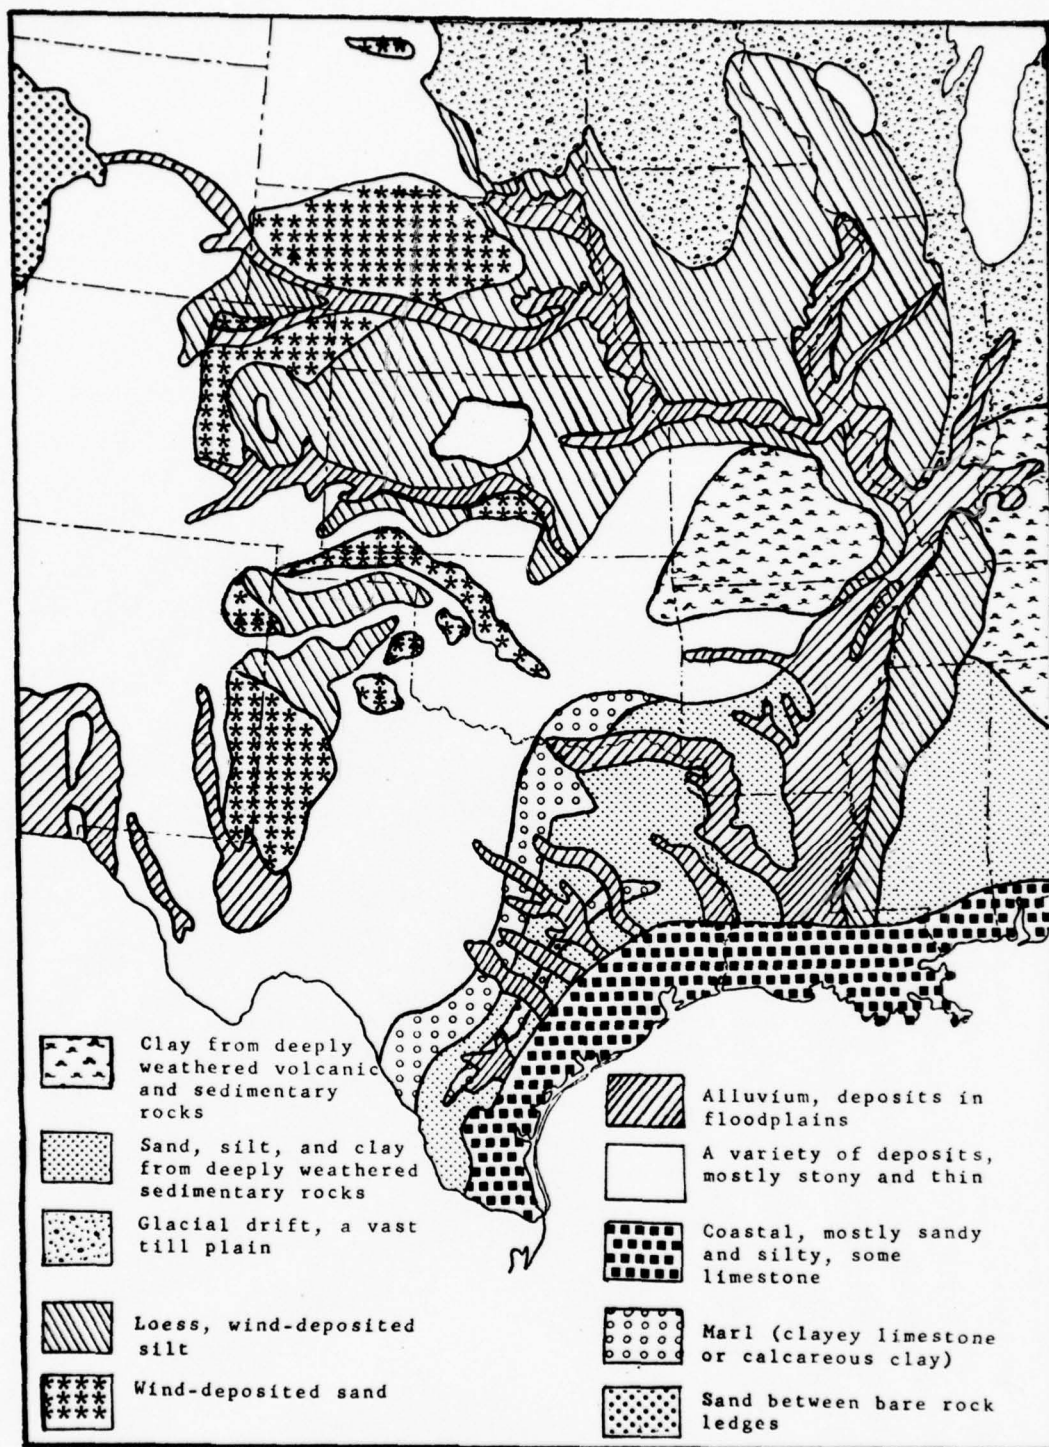 Clay from deeply
weathered volcanic
and sedimentary
rocks
Sand, silt, and clay
from deeply weathered
sedimentary rocks
Glacial drift, a vast
till plain
Loess, wind-deposited
silt
Wind-deposited sand
Alluvium, deposits in
floodplains
A variety of deposits,
mostly stony and thin
Coastal, mostly sandy
and silty, some
limestone
Marl (clayey limestone
or calcareous clay)
Sand between bare rock
ledges